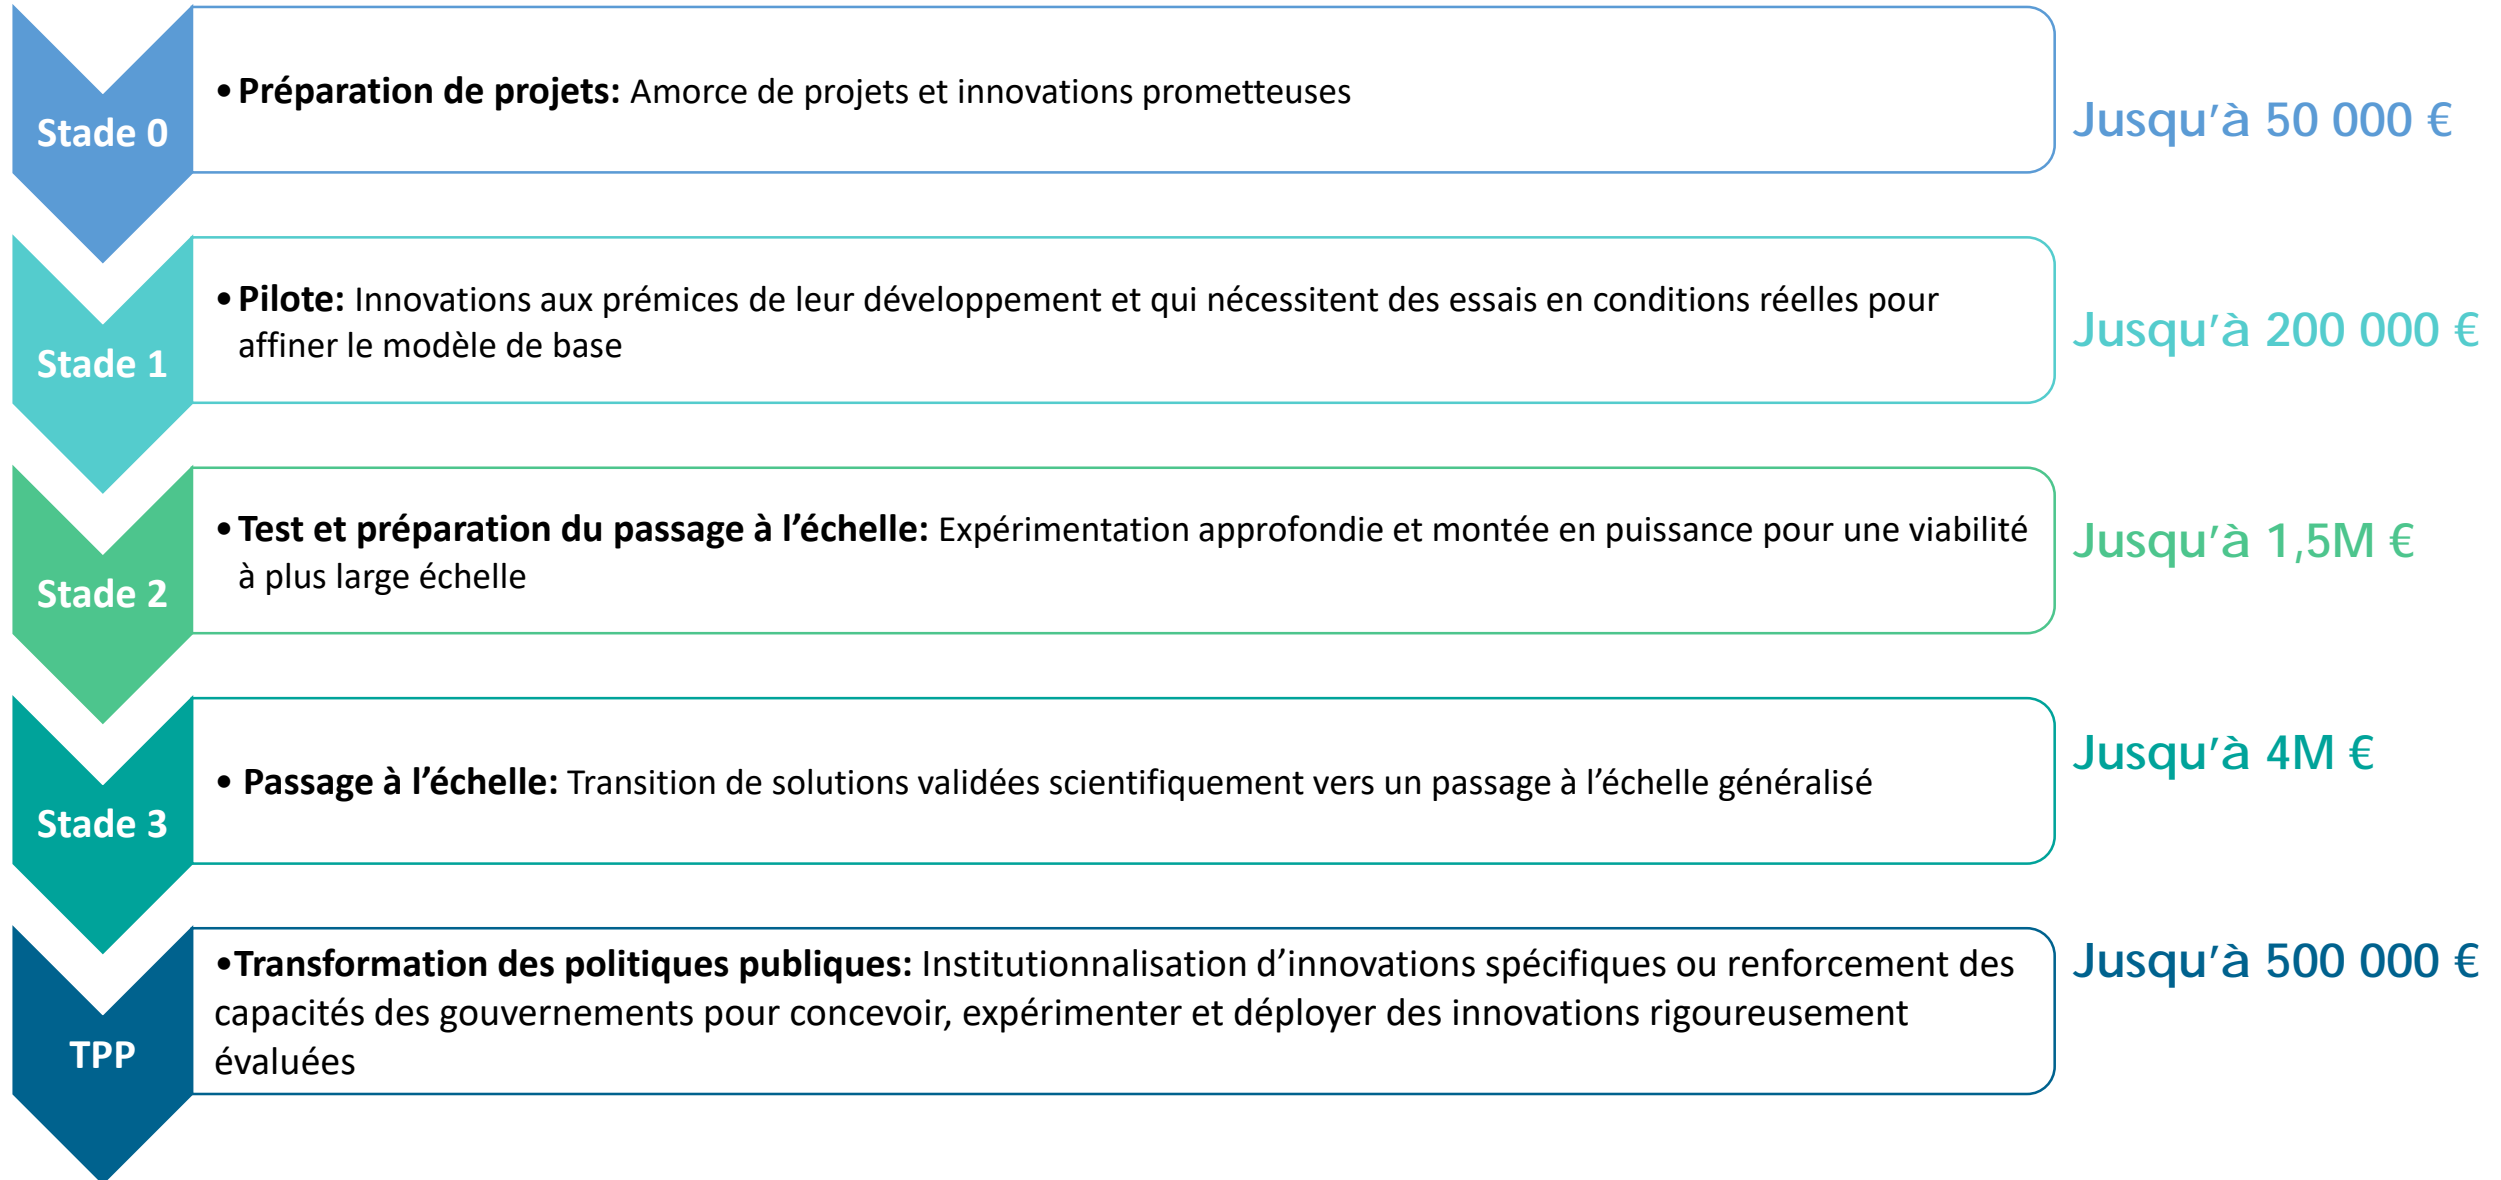 Stade 0
•Préparation de projets: Amorce de projets et innovations prometteuses
Jusqu’à 50 000 €
Stade 1
•Pilote: Innovations aux prémices de leur développement et qui nécessitent des essais en conditions réelles pour
affiner le modèle de base
Jusqu’à 200 000 €
Stade 2
•Test et préparation du passage à l’échelle: Expérimentation approfondie et montée en puissance pour une viabilité
à plus large échelle
Jusqu’à 1,5M €
Stade 3
• Passage à l’échelle: Transition de solutions validées scientifiquement vers un passage à l’échelle généralisé
Jusqu’à 4M €
TPP
•Transformation des politiques publiques: Institutionnalisation d’innovations spécifiques ou renforcement des
capacités des gouvernements pour concevoir, expérimenter et déployer des innovations rigoureusement
évaluées
Jusqu’à 500 000 €